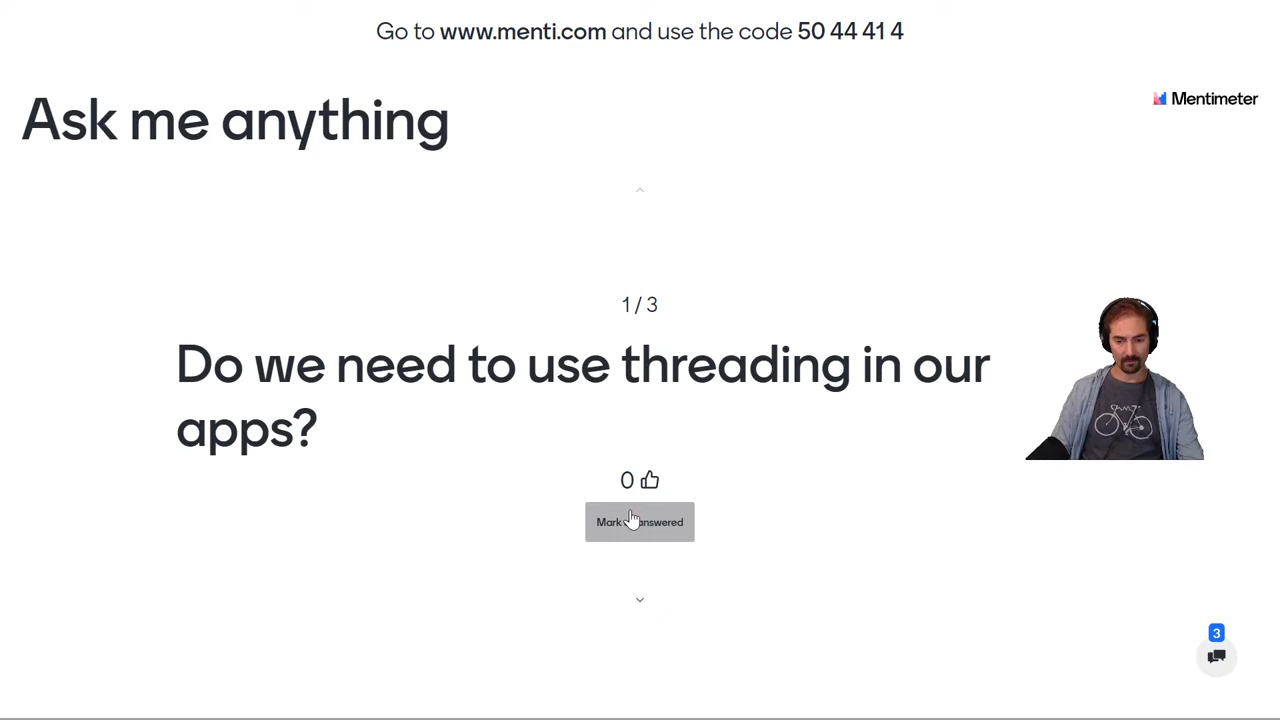 Go to www.menti.com and use the code 50 44 41 4
Ask me anything
Mentimeter
1 / 3
Do we need to use threading in our
apps?
0
Mark answered
3